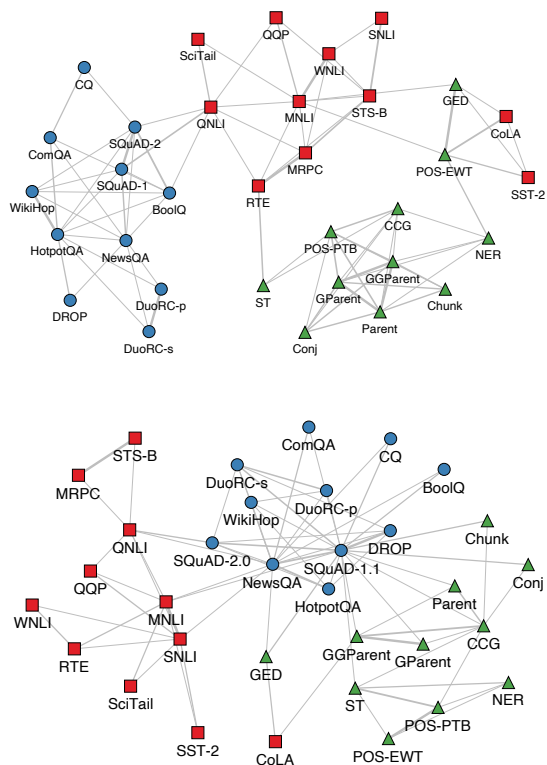 QQP
SNLI
SciTail
WNLI
CQ
GED
STS-B
MNLI
QNLI
CoLA
SQuAD-2
ComQA
MRPC
POS-EWT
SQuAD-1
RTE
SST-2
WikiHop
BoolQ
CCG
POS-PTB
HotpotQA
NewsQA
NER
GGParent
ST
GParent
DuoRC-p
Chunk
DROP
Parent
DuoRC-s
Conj
ComQA
STS-B
CQ
DuoRC-s
BoolQ
MRPC
DuoRC-p
WikiHop
Chunk
QNLI
DROP
SQuAD-2.0
SQuAD-1.1
NewsQA
Conj
QQP
HotpotQA
Parent
WNLI
MNLI
CCG
SNLI
GGParent
GParent
RTE
GED
ST
NER
SciTail
POS-PTB
SST-2
CoLA
POS-EWT